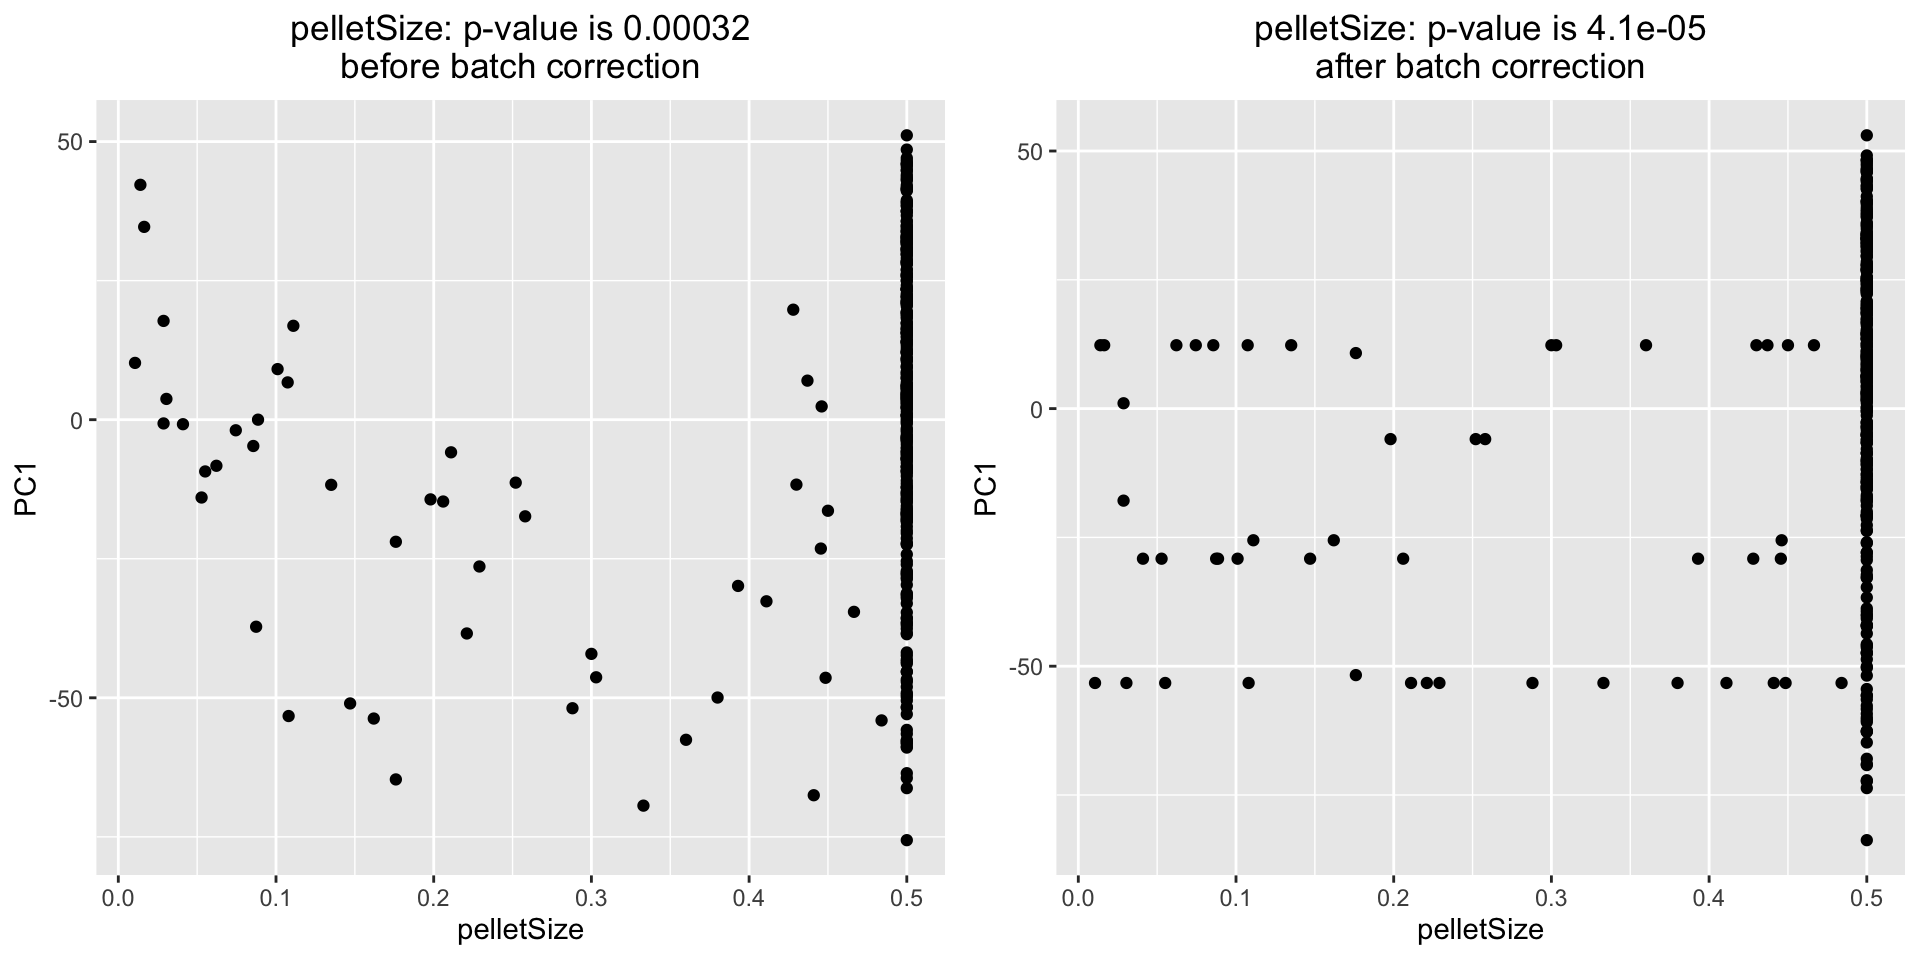 pelletSize: p-value is 0.00032
before batch correction
50
0
-50
PC1
0.0
0.1
0.2
0.3
0.4
0.5
pelletSize
pelletSize: p-value is 4.1e-05
after batch correction
50
0
-50
PC1
0.0
0.1
0.2
0.3
0.4
0.5
pelletSize